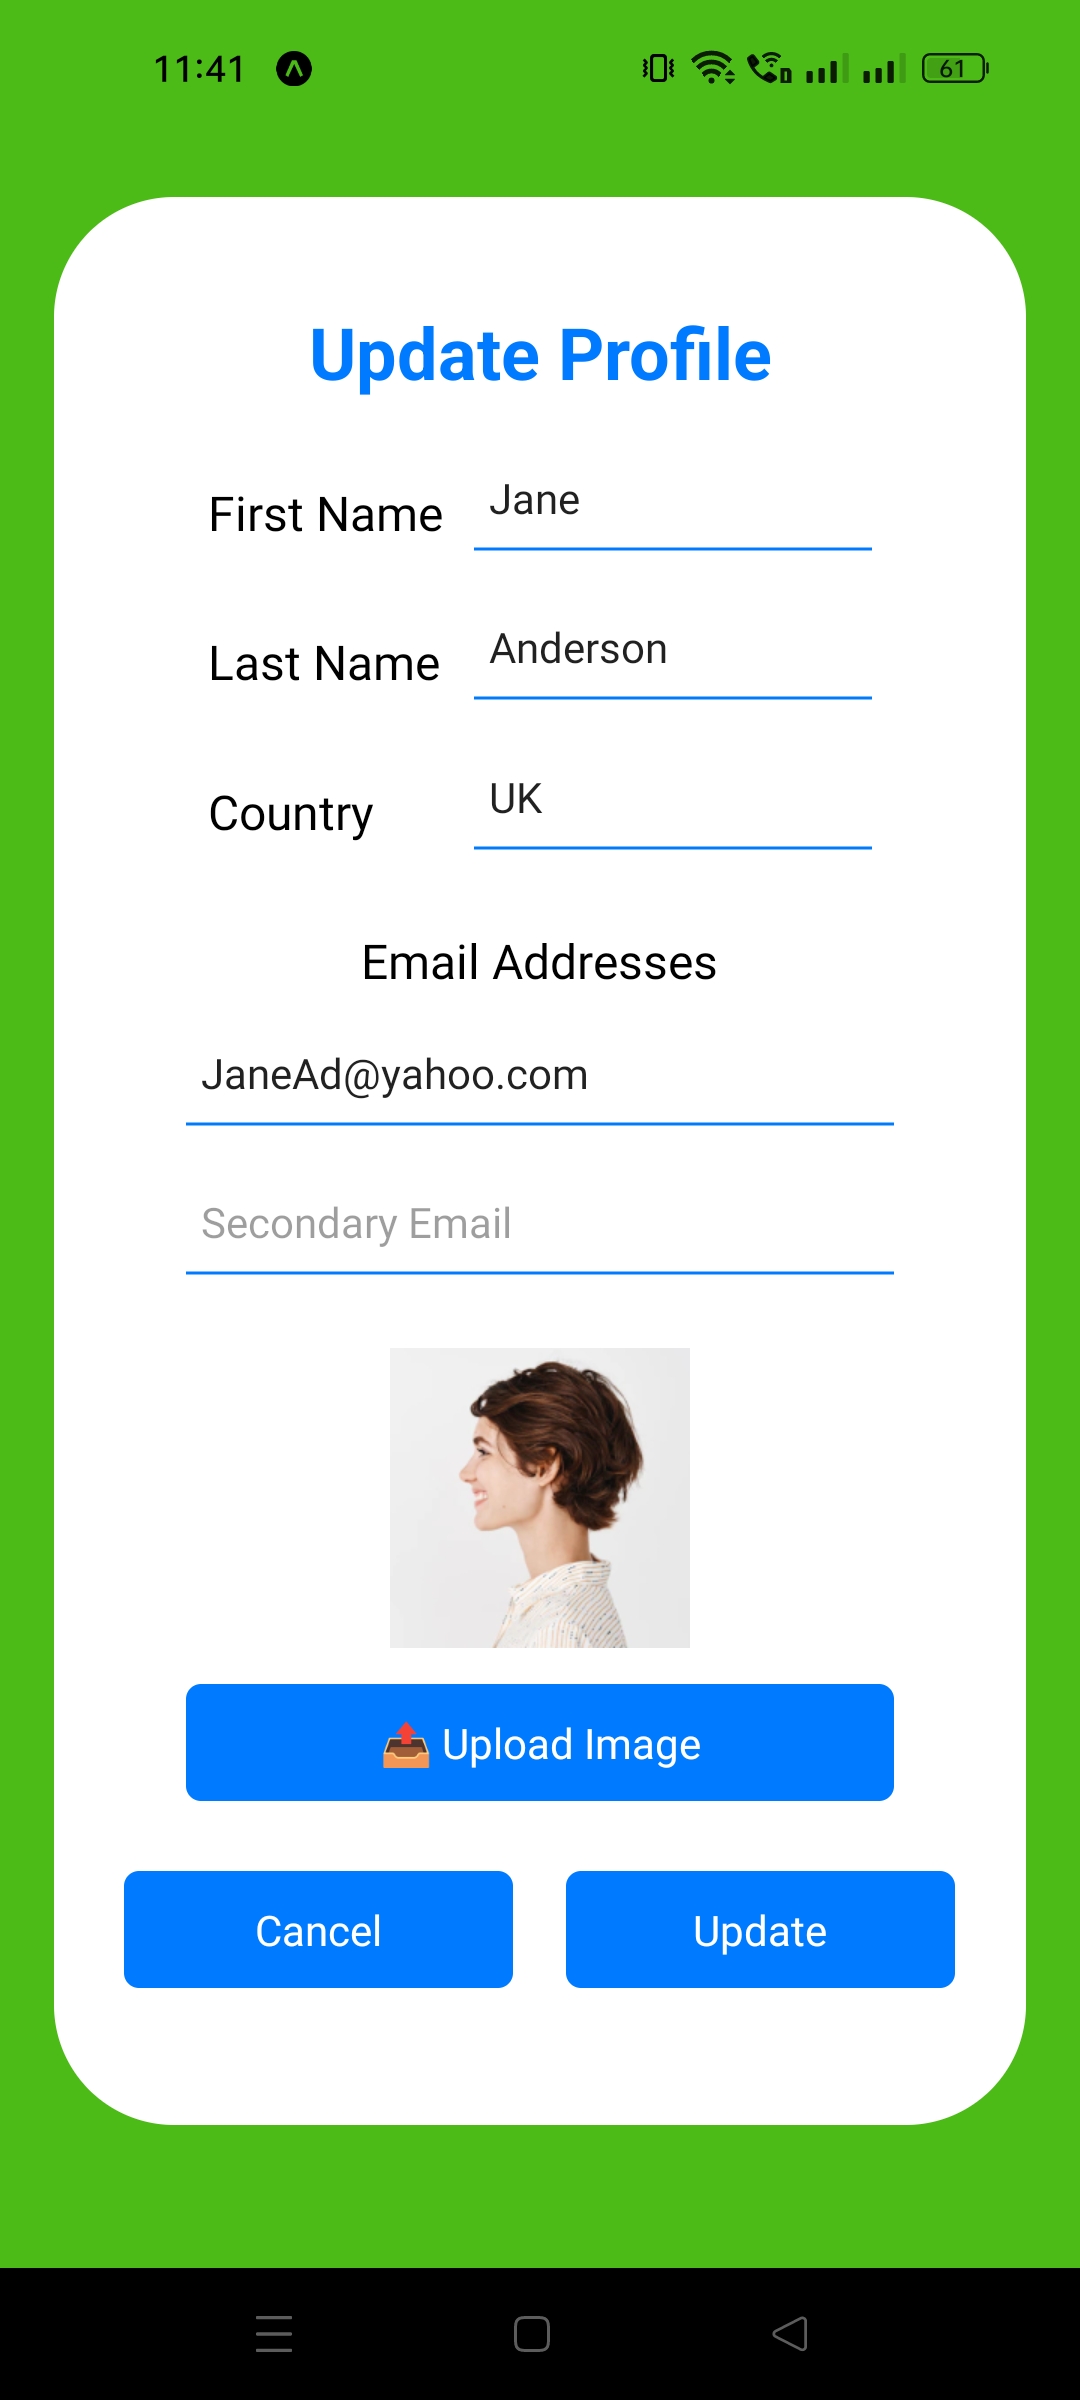 11:41 61
Update Profile
First Name Jane
Last Name Anderson
Country UK
Email Addresses
JaneAd@yahoo.com
Secondary Email
Upload Image
Cancel Update